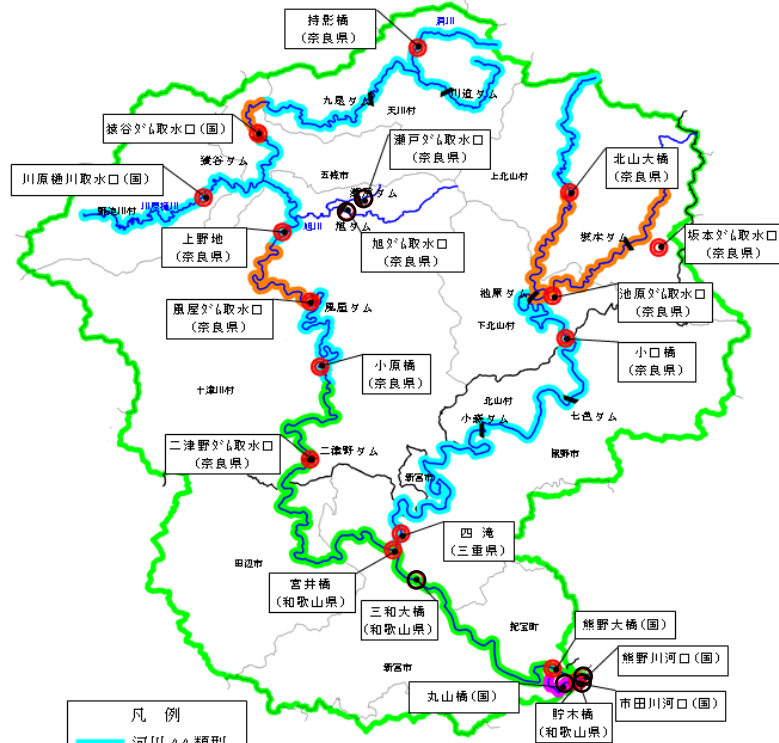 持影橋
(奈良県)
洞川
九尾ダム
川迫ダム
天川村
猿谷ダム取水口(国)
猿谷ダム
瀬戸ダム取水口
(奈良県)
五條市
瀬戸ダム
上北山村
北山大橋
(奈良県)
川原樋川取水口(国)
野迫川村
川原樋川
旭川
旭ダム
上野地
(奈良県)
旭ダム取水口
(奈良県)
坂本ダム
坂本ダム取水口
(奈良県)
池原ダム
池原ダム取水口
(奈良県)
風屋ダム取水口
(奈良県)
風屋ダム
下北山村
小口橋
(奈良県)
小原橋
(奈良県)
十津川村
北山村
小森ダム
七色ダム
二津野ダム取水口
(奈良県)
二津野ダム
熊野市
新宮市
四滝
(三重県)
田辺市
宮井橋
(和歌山県)
三和大橋
(和歌山県)
紀宝町
熊野大橋(国)
熊野川河口(国)
新宮市
丸山橋(国)
市田川河口(国)
貯木橋
(和歌山県)
凡例